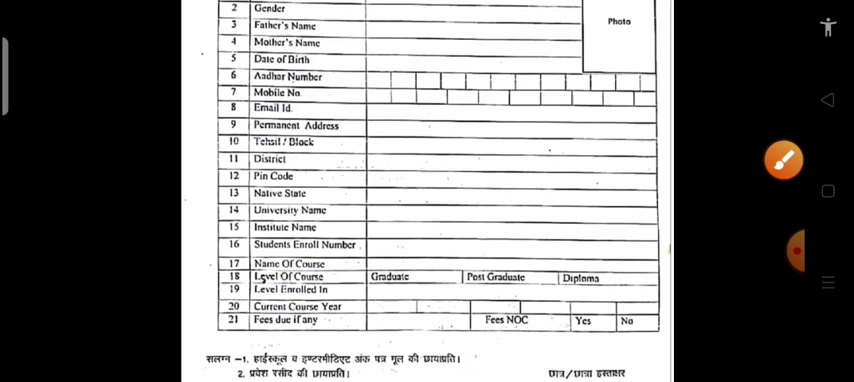 2 Gender
Photo
3 Father's Name
4 Mother's Name
5 Date of Birth
6 Aadhar Number
7 Mobile No.
8 Email Id.
9 Permanent Address
10 Tehsil / Block
11 District
12 Pin Code
13 Native State
14 University Name
15 Institute Name
16 Students Enroll Number
17 Name Of Course
18 Level Of Course Graduate Post Graduate Diploma
19 Level Enrolled In
20 Current Course Year
21 Fees due if any Fees NOC Yes No
सलग्न –1. हाईस्कूल व इण्टरमीडिएट अंक पत्र मूल की छायाप्रति।
2. प्रवेश रसीद की छायाप्रति।
छात्र/छात्रा हस्ताक्षर